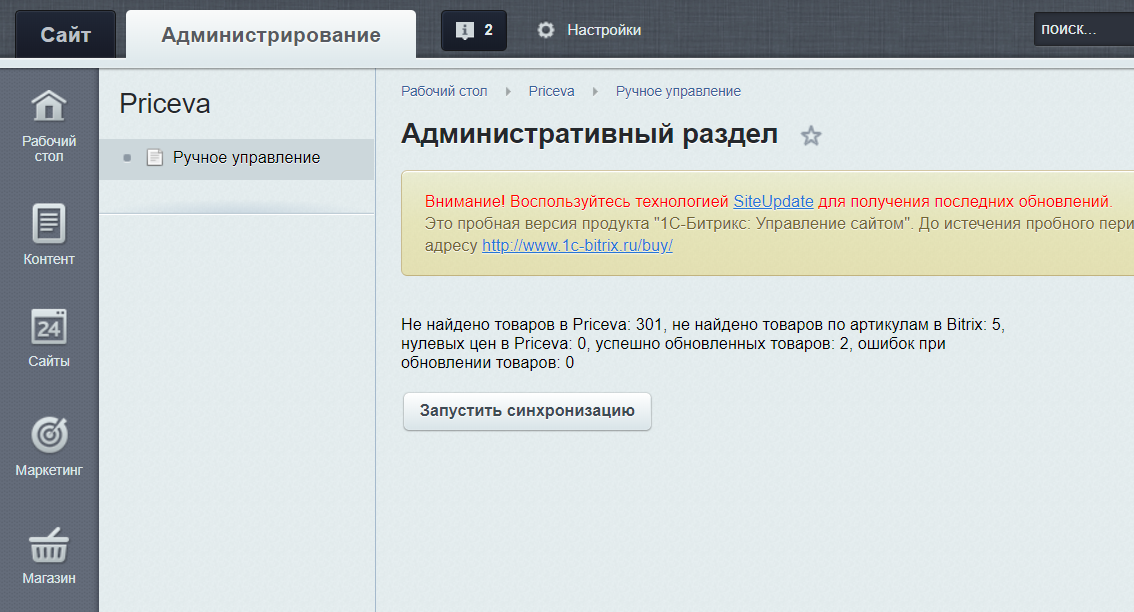 Сайт
Администрирование
2
Настройки
поиск...
Рабочий
стол
Контент
24
Сайты
Маркетинг
Магазин
Priceva
Ручное управление
Рабочий стол
Priceva
Ручное управление
Административный раздел
Внимание! Воспользуйтесь технологией SiteUpdate для получения последних обновлений.
Это пробная версия продукта "1С-Битрикс: Управление сайтом". До истечения пробного пери
адресу http://www.1c-bitrix.ru/buy/
Не найдено товаров в Priceva: 301, не найдено товаров по артикулам в Bitrix: 5,
нулевых цен в Priceva: 0, успешно обновленных товаров: 2, ошибок при
обновлении товаров: 0
Запустить синхронизацию